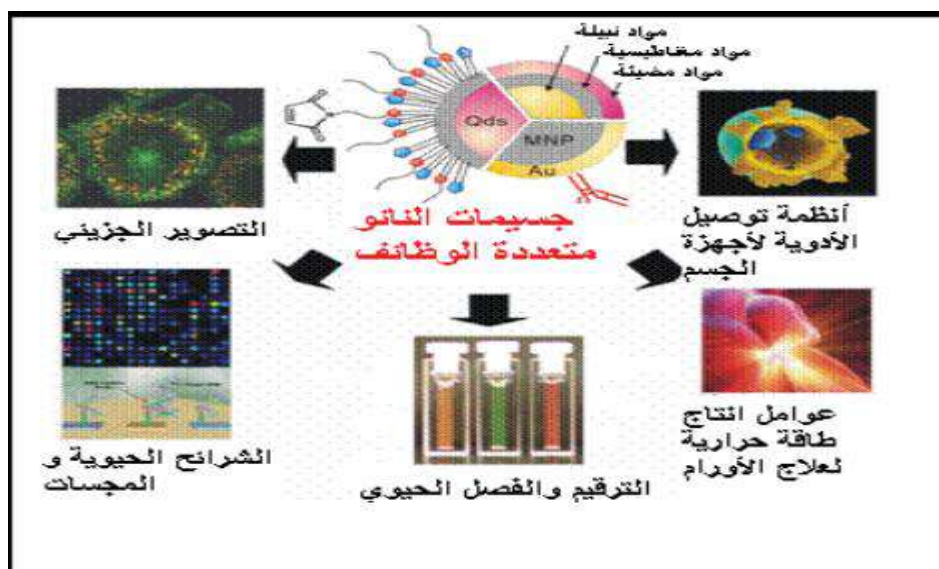 مواد نبيلة
مواد مغناطيسية
مواد مضيئة
Qds
MNP
Au
جسيمات النانو
متعددة الوظائف
التصوير الجزيئي
أنظمة توصيل
الأدوية لأجهزة
الجسم
الشرائح الحيوية و
المجسات
الترقيم والفصل الحيوي
عوامل انتاج
طاقة حرارية
لعلاج الأورام